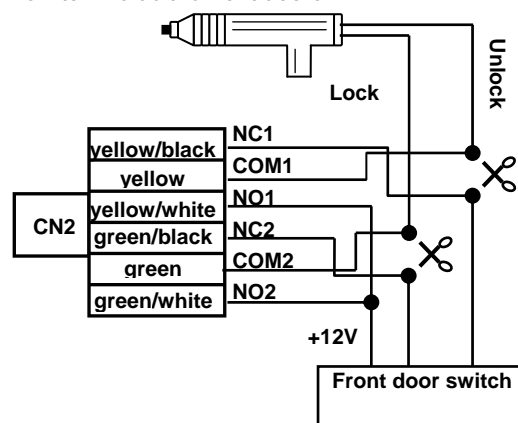 Lock
Unlock
yellow/black NC1
yellow COM1
yellow/white NO1
CN2
green/black NC2
green COM2
green/white NO2
+12V
Front door switch